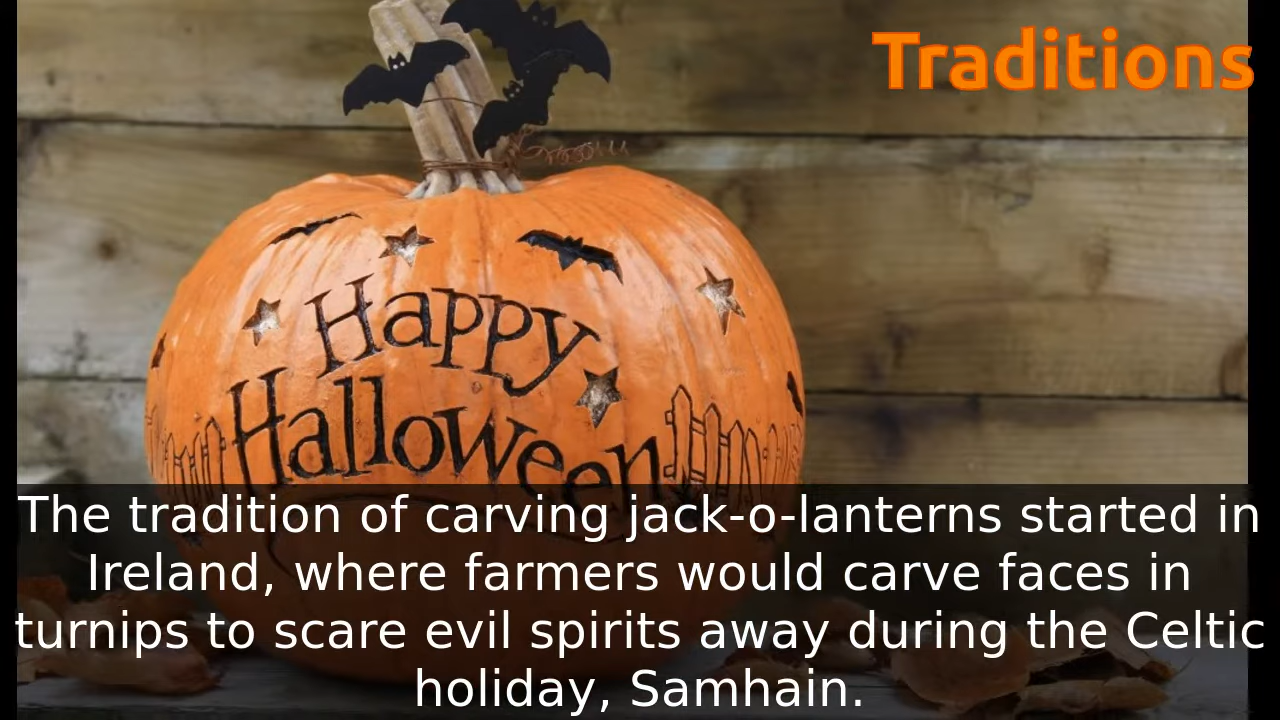 Traditions
Happy
Halloween
The tradition of carving jack-o-lanterns started in
Ireland, where farmers would carve faces in
turnips to scare evil spirits away during the Celtic
holiday, Samhain.